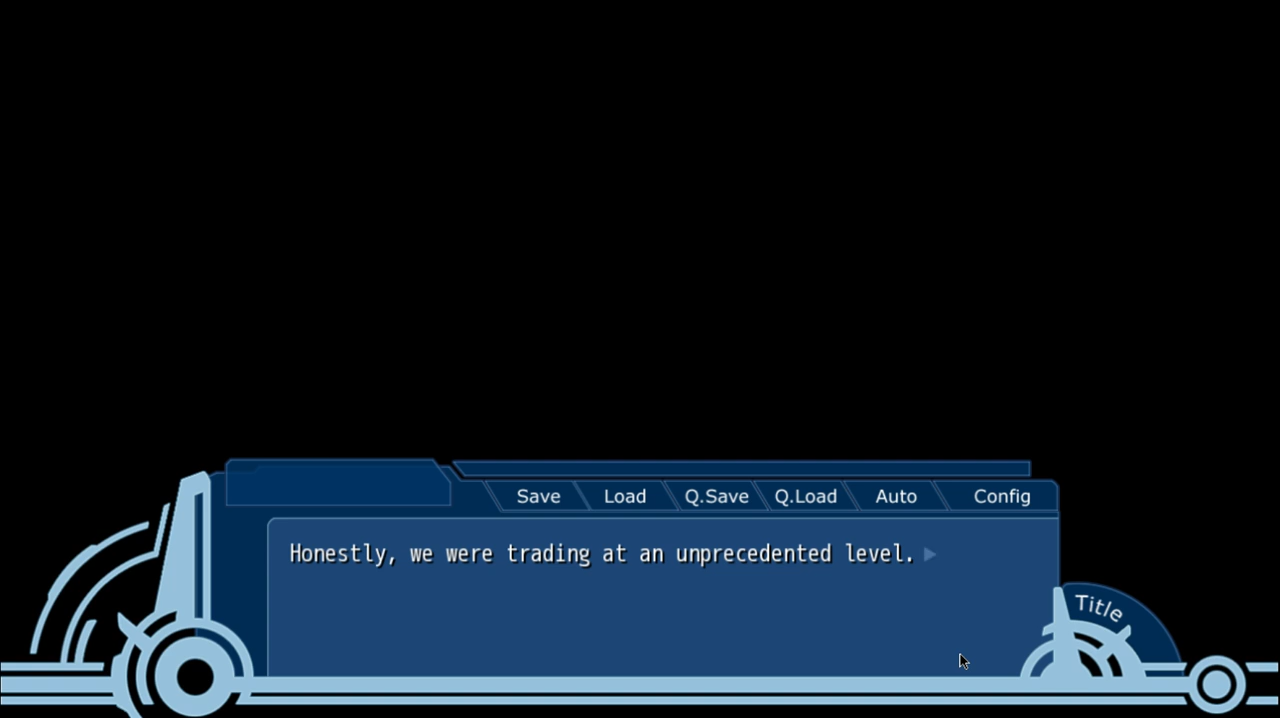 Save Load Q.Save Q.Load Auto Config
Honestly, we were trading at an unprecedented level.
Title